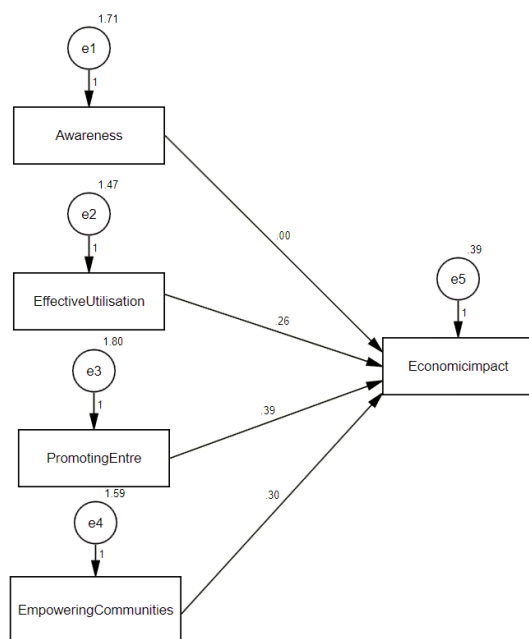 1.71
e1
1
Awareness
.00
1.47
e2
1
EffectiveUtilisation
.26
.39
e5
1
Economicimpact
1.80
e3
1
PromotingEntre
.39
.30
1.59
e4
1
EmpoweringCommunities